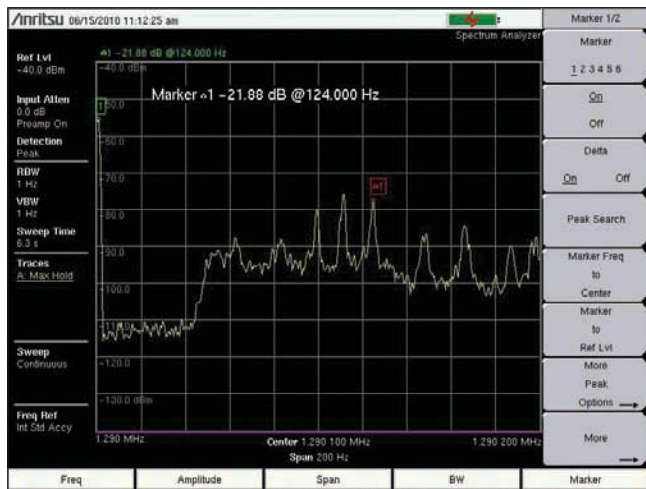 Anritsu 06/15/2010 11:12:25 am
Spectrum Analyzer
Ref Lvl
-40.0 dBm
Input Atten
0.0 dB
Preamp On
Detection
Peak
RBW
1 Hz
VBW
1 Hz
Sweep Time
6.3 s
Traces
A: Max Hold
Sweep
Continuous
Freq Ref
Int Std Accy
▵1 -21.88 dB @124.000 Hz
-40.0 dBm
Marker ▵1 -21.88 dB @124.000 Hz
1
▵1
-50.0
-60.0
-70.0
-80.0
-90.0
-100.0
-110.0
-120.0
-130.0 dBm
1.290 MHz
Center 1.290 100 MHz
1.290 200 MHz
Span 200 Hz
Marker 1/2
Marker
1 2 3 4 5 6
On
Off
Delta
On Off
Peak Search
Marker Freq
to
Center
Marker
to
Ref Lvl
More
Peak
Options
More
Freq
Amplitude
Span
BW
Marker